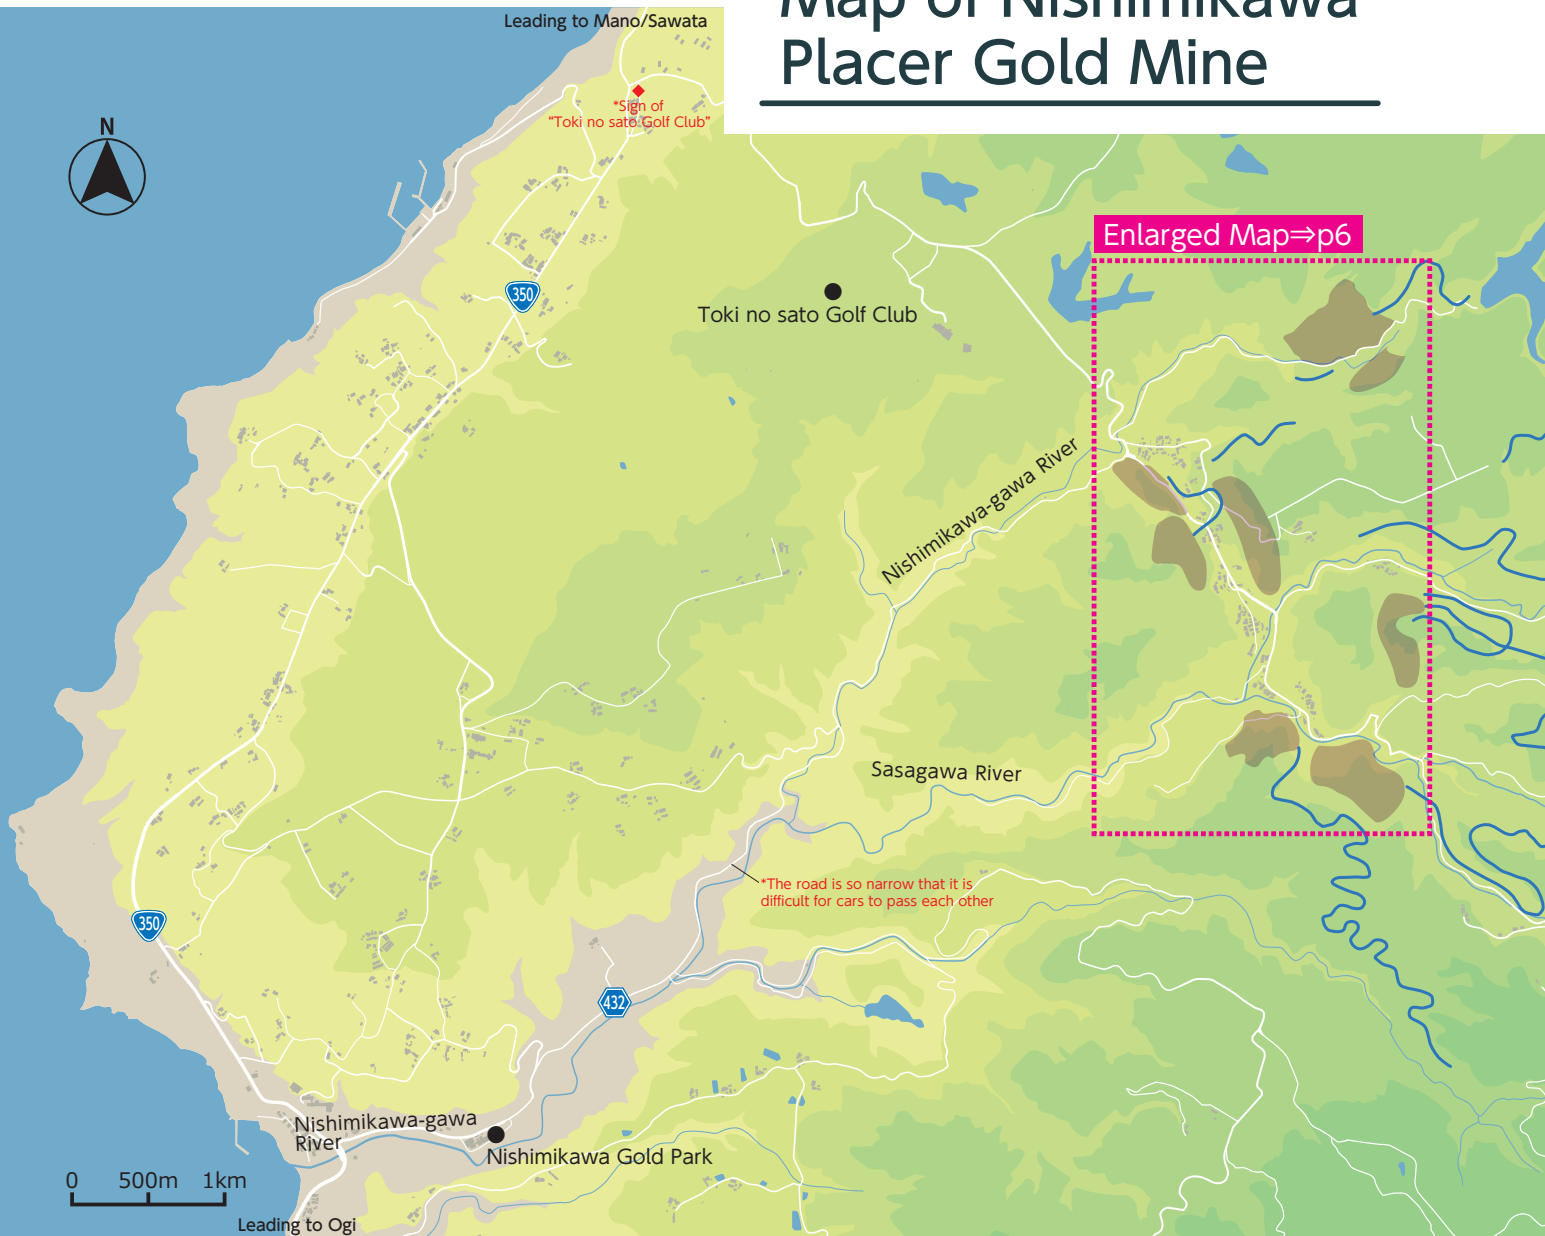 Map of Nishimikawa
Placer Gold Mine
Leading to Mano/Sawata
*Sign of
“Toki no sato Golf Club”
N
Enlarged Map⇒p6
350
Toki no sato Golf Club
Nishimikawa-gawa River
Sasagawa River
*The road is so narrow that it is
difficult for cars to pass each other
350
432
Nishimikawa-gawa
River
Nishimikawa Gold Park
0 500m 1km
Leading to Ogi